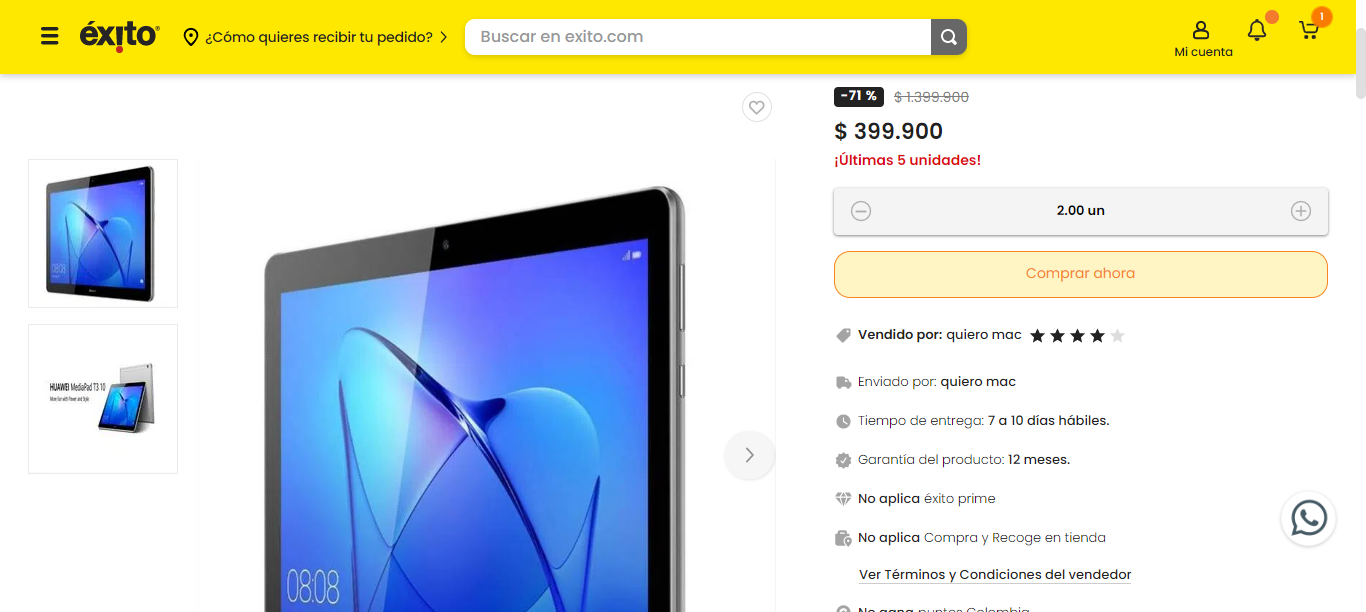 éxito
¿Cómo quieres recibir tu pedido?
Buscar en exito.com
Mi cuenta
1
-71 % $ 1.399.900
$ 399.900
¡Últimas 5 unidades!
2.00 un
Comprar ahora
Vendido por: quiero mac
Enviado por: quiero mac
Tiempo de entrega: 7 a 10 días hábiles.
Garantía del producto: 12 meses.
No aplica éxito prime
No aplica Compra y Recoge en tienda
Ver Términos y Condiciones del vendedor
No gana puntos Colombia
HUAWEI MediaPad T3 10
More Fun with Power and Style
08:08
08:08